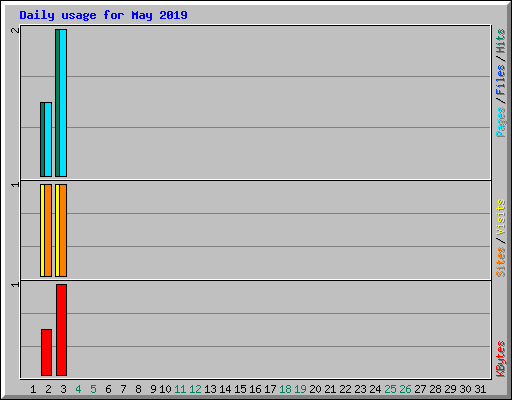 Daily usage for May 2019
2
1
1
Pages/Files/Hits
Sites/Visits
KBytes
1 2 3 4 5 6 7 8 9 10 11 12 13 14 15 16 17 18 19 20 21 22 23 24 25 26 27 28 29 30 31